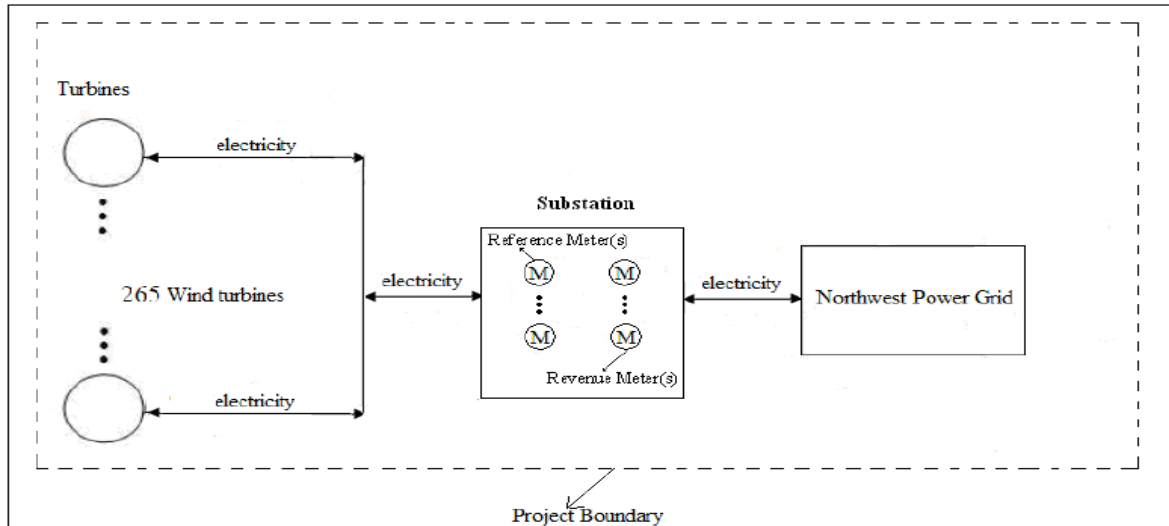 Turbines
electricity
Substation
Reference Meter(s)
M M
electricity
electricity
265 Wind turbines
Northwest Power Grid
M M
Revenue Meter(s)
electricity
Project Boundary